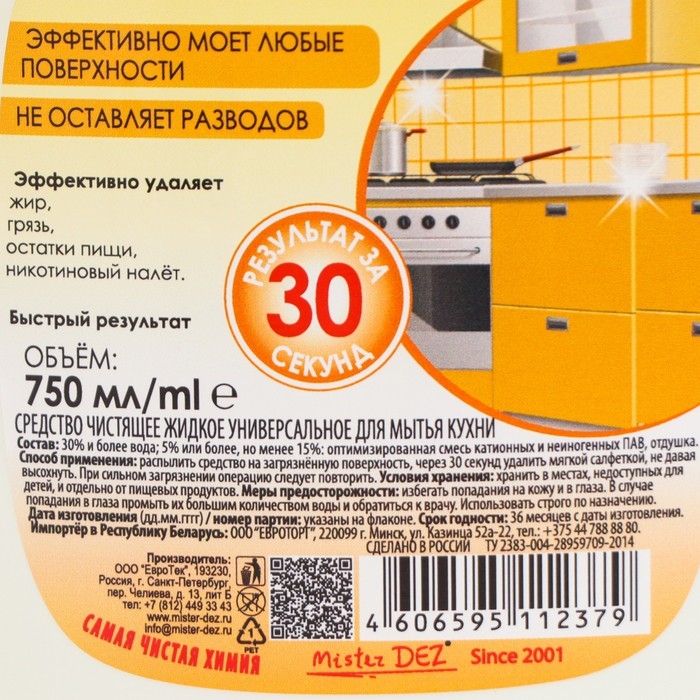 ЭФФЕКТИВНО МОЕТ ЛЮБЫЕ
ПОВЕРХНОСТИ
НЕ ОСТАВЛЯЕТ РАЗВОДОВ
Эффективно удаляет
жир,
грязь,
остатки пищи,
никотиновый налёт.
Быстрый результат
РЕЗУЛЬТАТ ЗА
30
СЕКУНД
ОБЪЁМ:
750 мл/ml ℮
СРЕДСТВО ЧИСТЯЩЕЕ ЖИДКОЕ УНИВЕРСАЛЬНОЕ ДЛЯ МЫТЬЯ КУХНИ
Состав: 30% и более вода; 5% или более, но менее 15%: оптимизированная смесь катионных и неионогенных ПАВ, отдушка.
Способ применения: распылить средство на загрязнённую поверхность, через 30 секунд удалить мягкой салфеткой, не давая
высохнуть. При сильном загрязнении операцию следует повторить. Условия хранения: хранить в местах, недоступных для
детей, и отдельно от пищевых продуктов. Меры предосторожности: избегать попадания на кожу и в глаза. В случае
попадания в глаза промыть их большим количеством воды и обратиться к врачу. Использовать строго по назначению.
Дата изготовления (дд.мм.гггг) / номер партии: указаны на флаконе. Срок годности: 36 месяцев с даты изготовления.
Импортёр в Республику Беларусь: ООО "ЕВРОТОРГ", 220099 г. Минск, ул. Казинца 52а-22, тел.: +375 44 788 88 80.
СДЕЛАНО В РОССИИ ТУ 2383-004-28959709-2014
Производитель:
ООО "ЕвроТек", 193230,
Россия, г. Санкт-Петербург,
пер. Челиева, д. 13, лит Б
тел: +7 (812) 449 33 43
www.mister-dez.ru
info@mister-dez.ru
САМАЯ ЧИСТАЯ ХИМИЯ
1
PET
4 606595 112379
Mister DEZ Since 2001